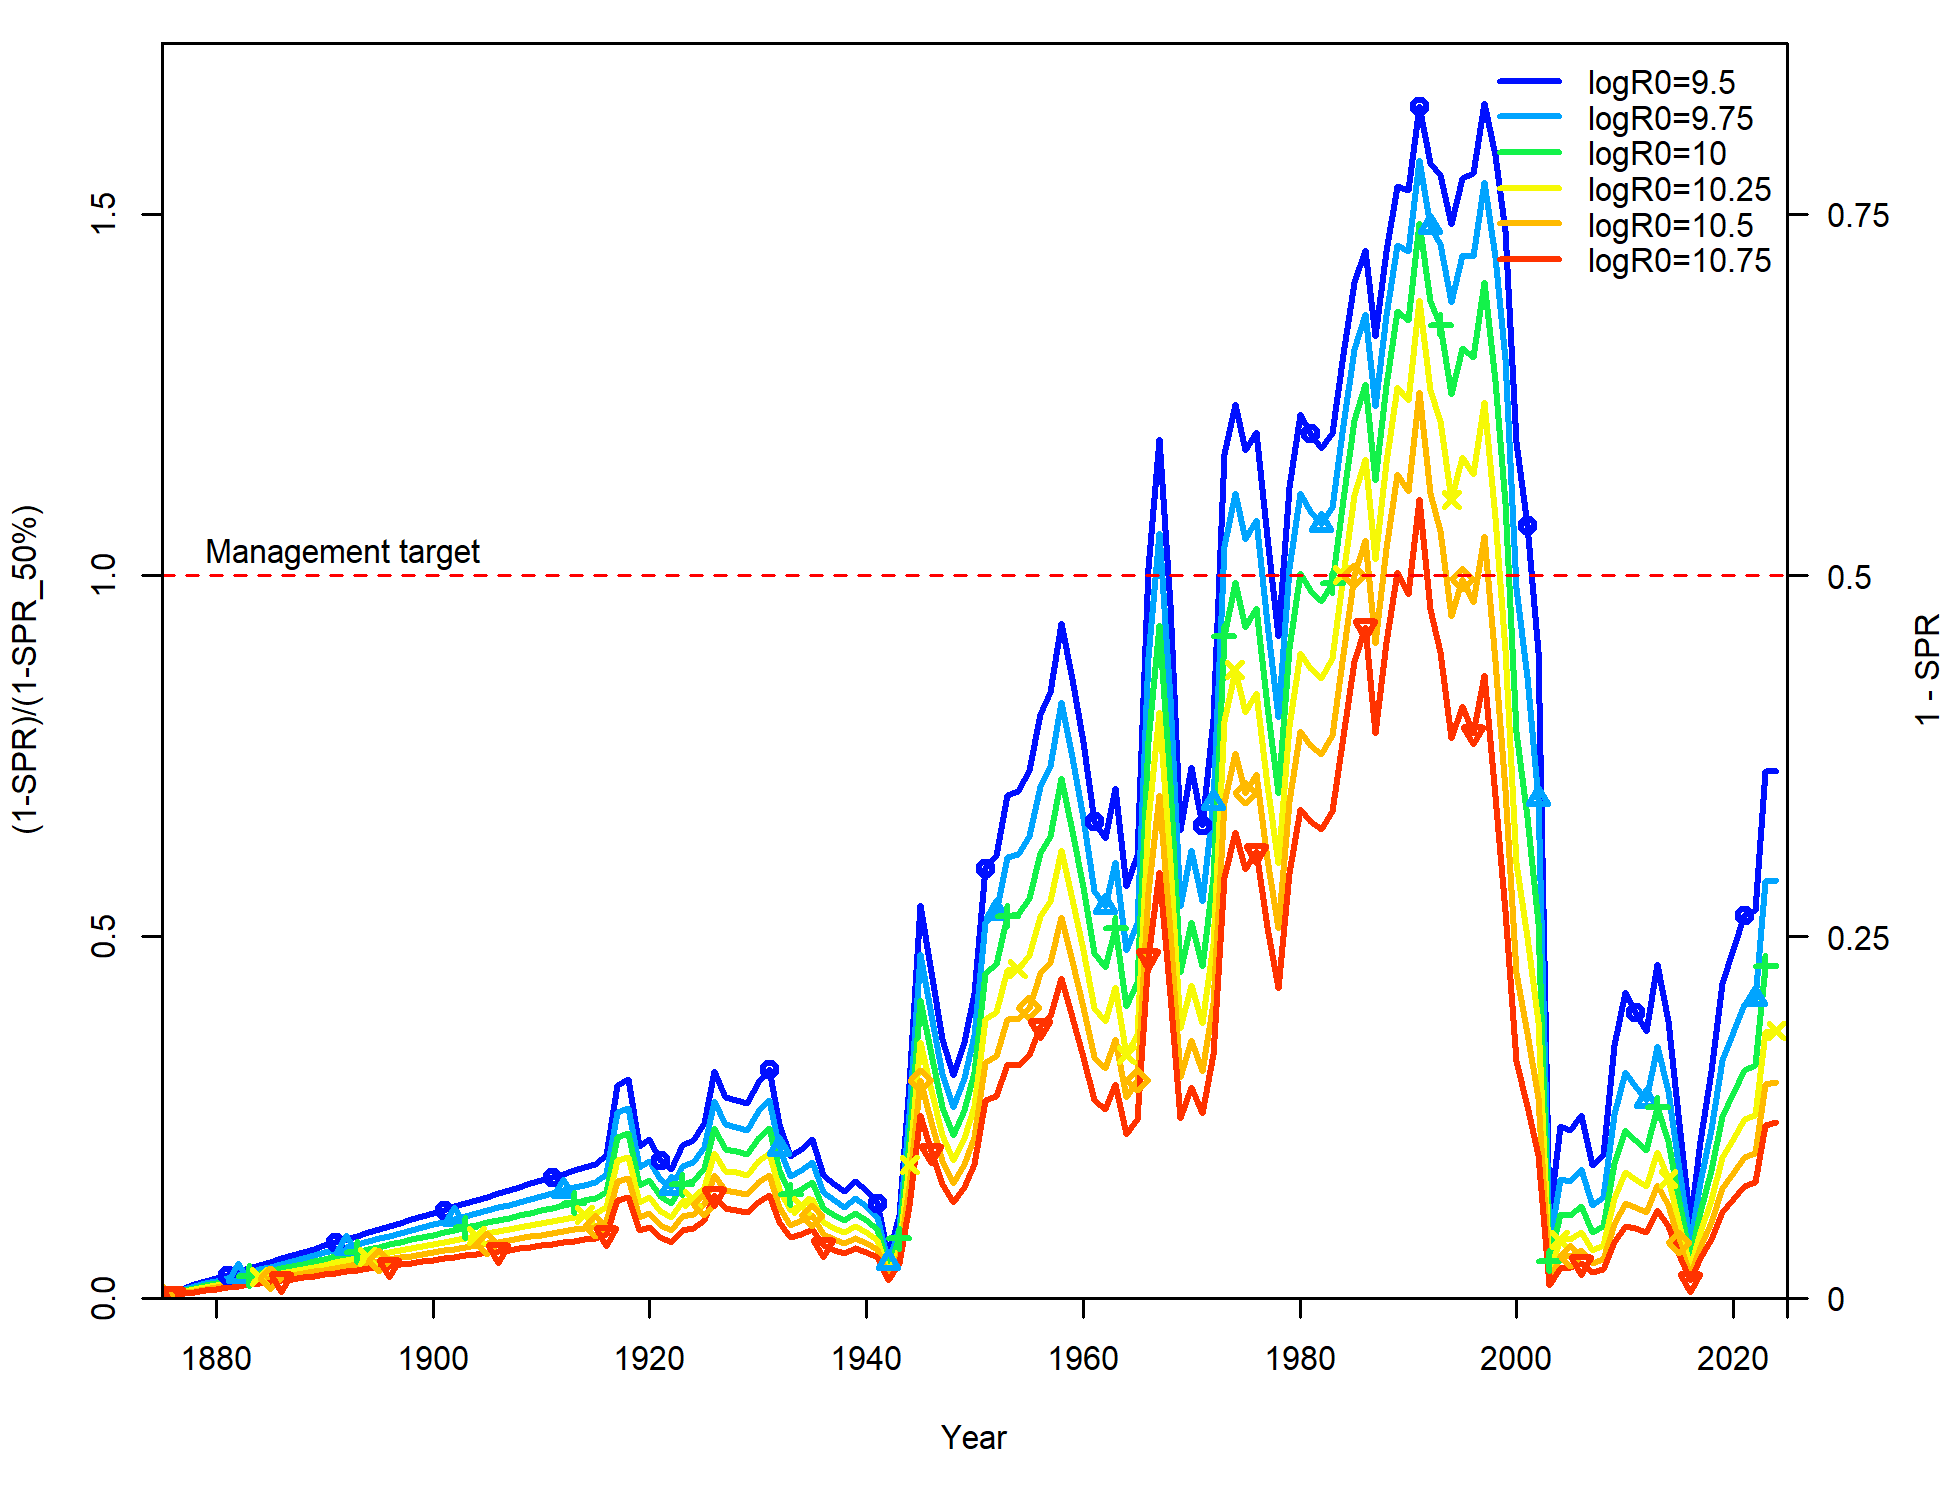 logR0=9.5
logR0=9.75
logR0=10
logR0=10.25
logR0=10.5
logR0=10.75
Management target
(1-SPR)/(1-SPR_50%)
0.0
0.5
1.0
1.5
1 - SPR
0
0.25
0.5
0.75
1880
1900
1920
1940
1960
1980
2000
2020
Year